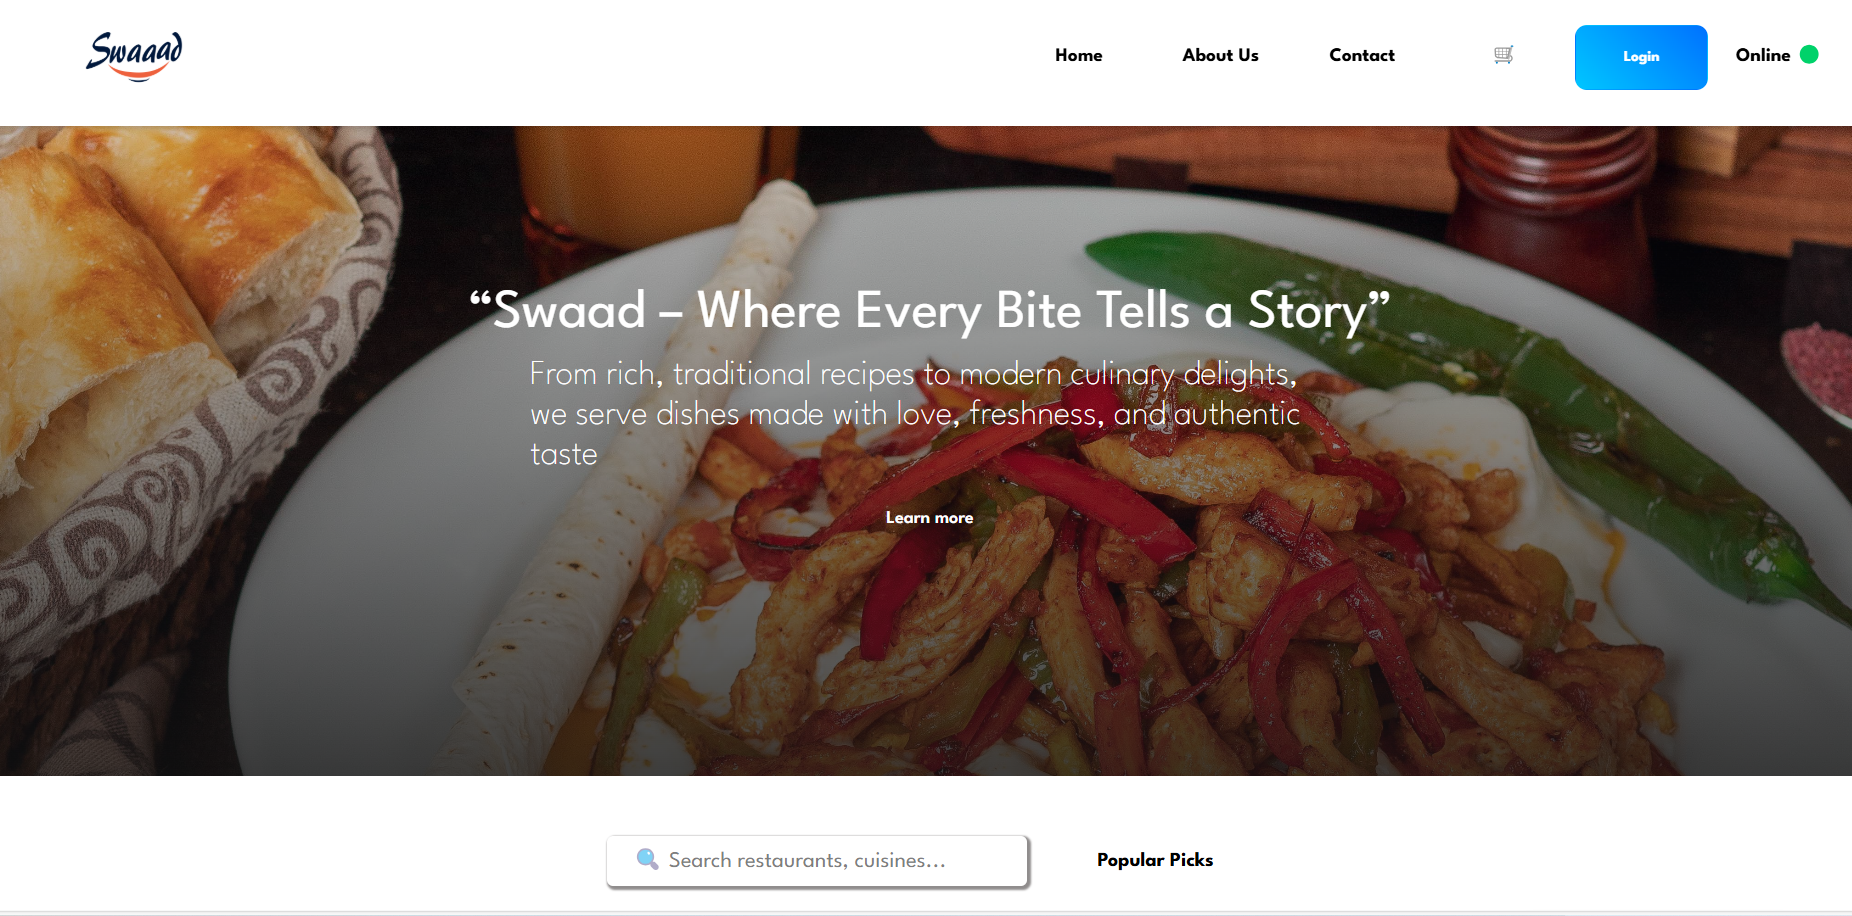 Swaaad
Home About Us Contact 🛒 Login Online
“Swaad – Where Every Bite Tells a Story”
From rich, traditional recipes to modern culinary delights,
we serve dishes made with love, freshness, and authentic
taste
Learn more
🔍 Search restaurants, cuisines...
Popular Picks